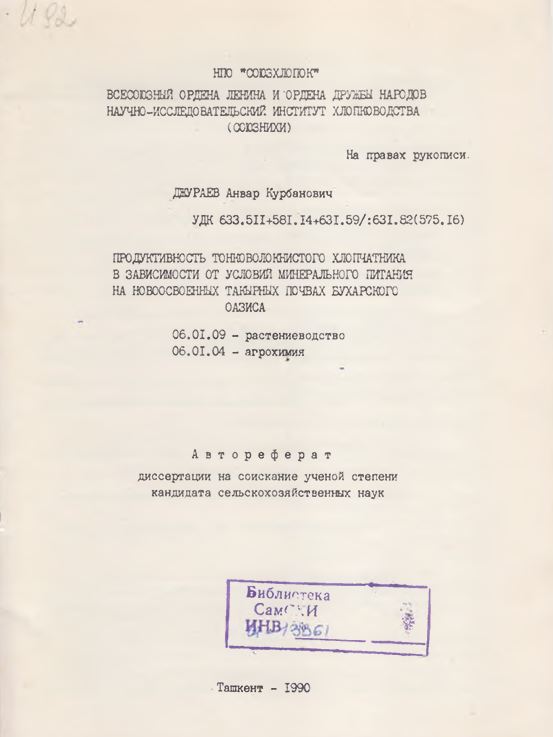 И 92
НПО "СОЮЗХЛОПОК"
ВСЕСОЮЗНЫЙ ОРДЕНА ЛЕНИНА И ОРДЕНА ДРУЖБЫ НАРОДОВ
НАУЧНО-ИССЛЕДОВАТЕЛЬСКИЙ ИНСТИТУТ ХЛОПКОВОДСТВА
(СОЮЗНИХИ)
На правах рукописи
ДЖУРАЕВ Анвар Курбанович
УДК 633.511+581.14+631.59/:631.82(575.16)
ПРОДУКТИВНОСТЬ ТОНКОВОЛОКНИСТОГО ХЛОПЧАТНИКА
В ЗАВИСИМОСТИ ОТ УСЛОВИЙ МИНЕРАЛЬНОГО ПИТАНИЯ
НА НОВООСВОЕННЫХ ТАКЫРНЫХ ПОЧВАХ БУХАРСКОГО
ОАЗИСА
06.01.09 - растениеводство
06.01.04 - агрохимия
Автореферат
диссертации на соискание ученой степени
кандидата сельскохозяйственных наук
Библиотека
ИНВ
Ташкент - 1990